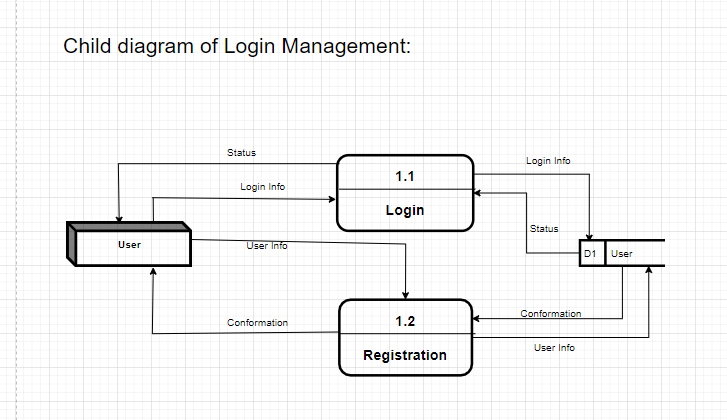 Child diagram of Login Management:
Status
Login Info
1.1
Login
Login Info
Status
User
User Info
D1 User
Conformation
1.2
Registration
Conformation
User Info